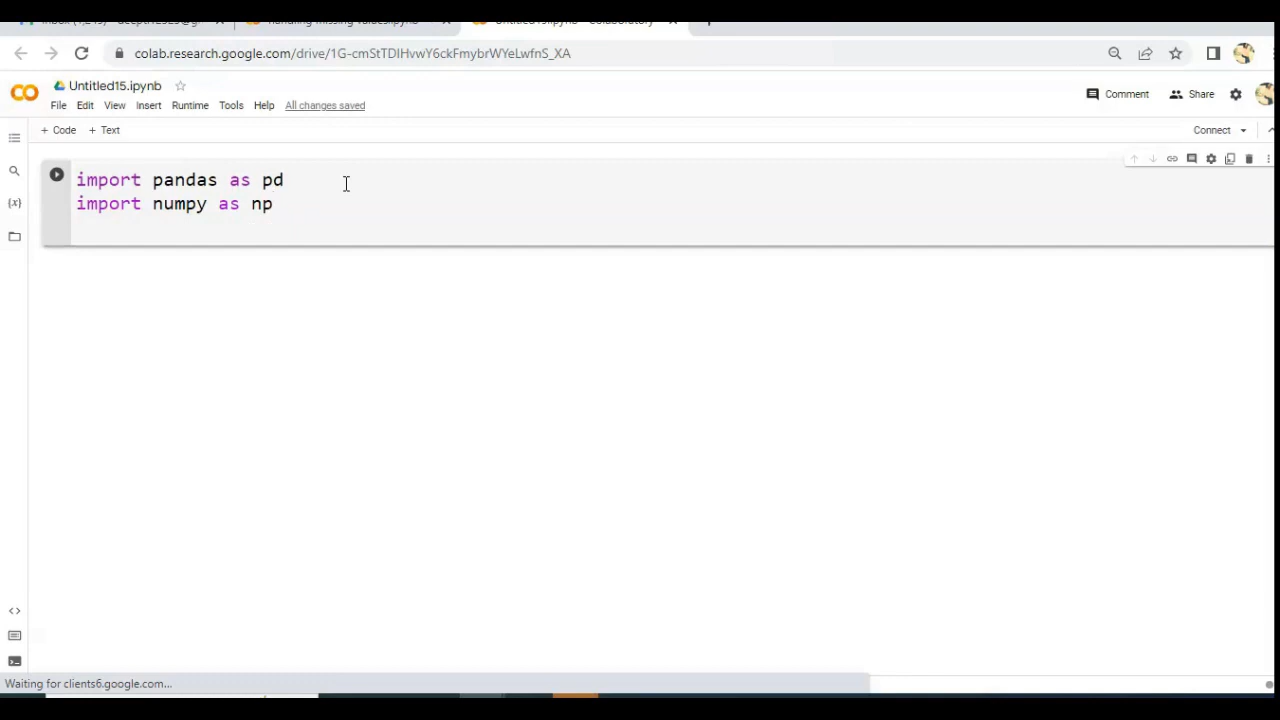 colab.research.google.com/drive/1G-cmStTDIHvwY6ckFmybrWYeLwfnS_XA
Untitled15.ipynb
File Edit View Insert Runtime Tools Help All changes saved
Comment Share
+ Code + Text
Connect
import pandas as pd
import numpy as np
Waiting for clients6.google.com...